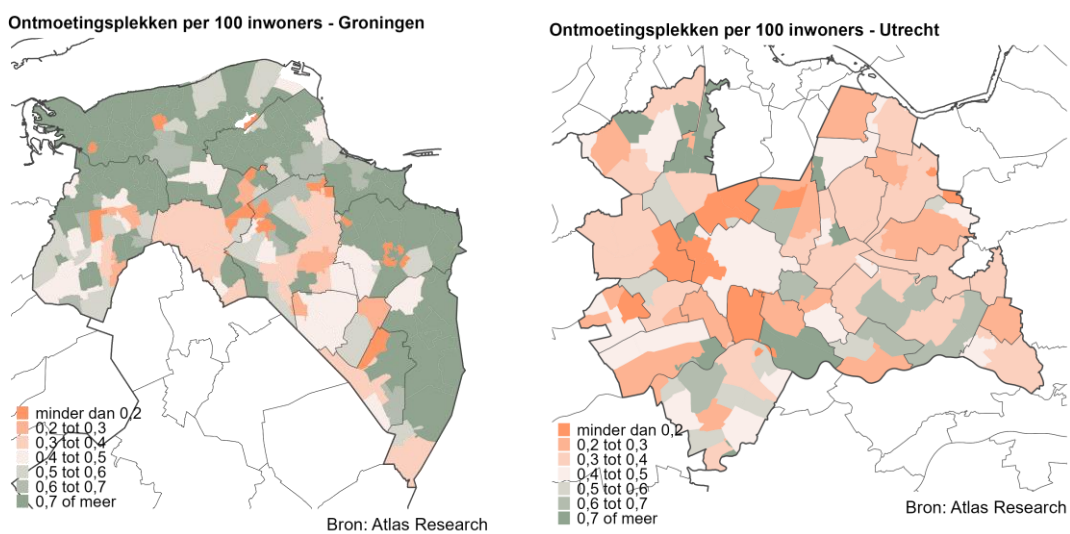 Ontmoetingsplekken per 100 inwoners - Groningen
minder dan 0,2
0,2 tot 0,3
0,3 tot 0,4
0,4 tot 0,5
0,5 tot 0,6
0,6 tot 0,7
0,7 of meer
Bron: Atlas Research
Ontmoetingsplekken per 100 inwoners - Utrecht
minder dan 0,2
0,2 tot 0,3
0,3 tot 0,4
0,4 tot 0,5
0,5 tot 0,6
0,6 tot 0,7
0,7 of meer
Bron: Atlas Research